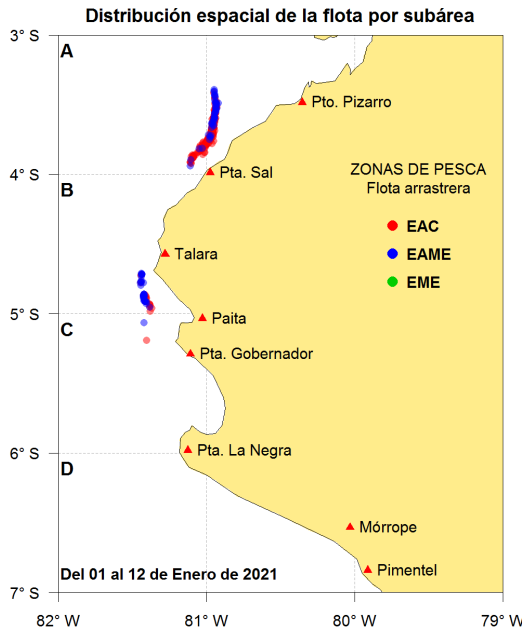 Distribución espacial de la flota por subárea
3° S
A
Pto. Pizarro
4° S
Pta. Sal
ZONAS DE PESCA
Flota arrastrera
B
EAC
EAME
EME
Talara
5° S
Paita
C
Pta. Gobernador
6° S
Pta. La Negra
D
Mórrope
Pimentel
Del 01 al 12 de Enero de 2021
7° S
82° W
81° W
80° W
79° W